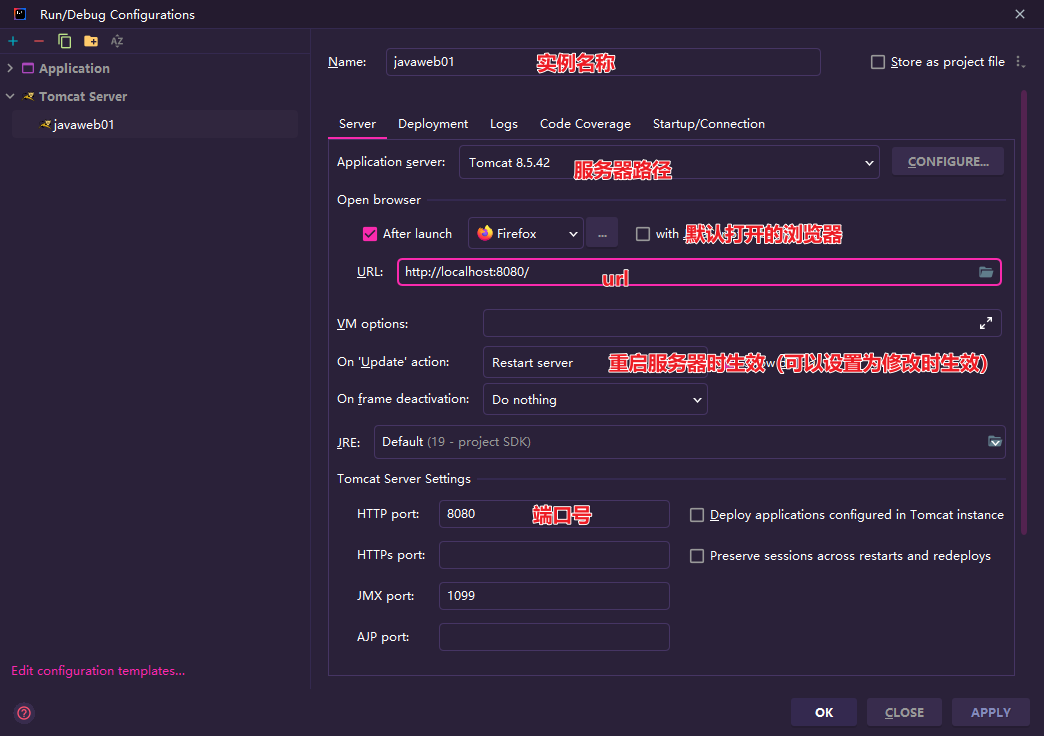 Run/Debug Configurations
Application
Tomcat Server
javaweb01
Edit configuration templates...
Name: javaweb01 实例名称 Store as project file
Server Deployment Logs Code Coverage Startup/Connection
Application server: Tomcat 8.5.42 服务器路径 CONFIGURE...
Open browser
After launch Firefox ... with 默认打开的浏览器
URL: http://localhost:8080/ url
VM options:
On 'Update' action: Restart server 重启服务器时生效 (可以设置为修改时生效)
On frame deactivation: Do nothing
JRE: Default (19 - project SDK)
Tomcat Server Settings
HTTP port: 8080 端口号 Deploy applications configured in Tomcat instance
HTTPs port: Preserve sessions across restarts and redeploys
JMX port: 1099
AJP port:
OK CLOSE APPLY